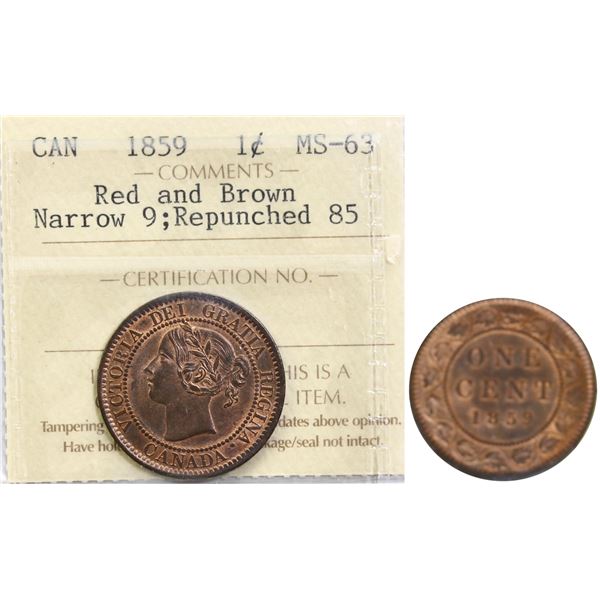 CAN 1859 1¢ MS-63
— COMMENTS —
Red and Brown
Narrow 9;Repunched 85
— CERTIFICATION NO. —
HIS IS A
ITEM.
Tampering dates above opinion.
Have kage/seal not intact.
VICTORIA DEI GRATIA REGINA.
CANADA
ONE
CENT
1859